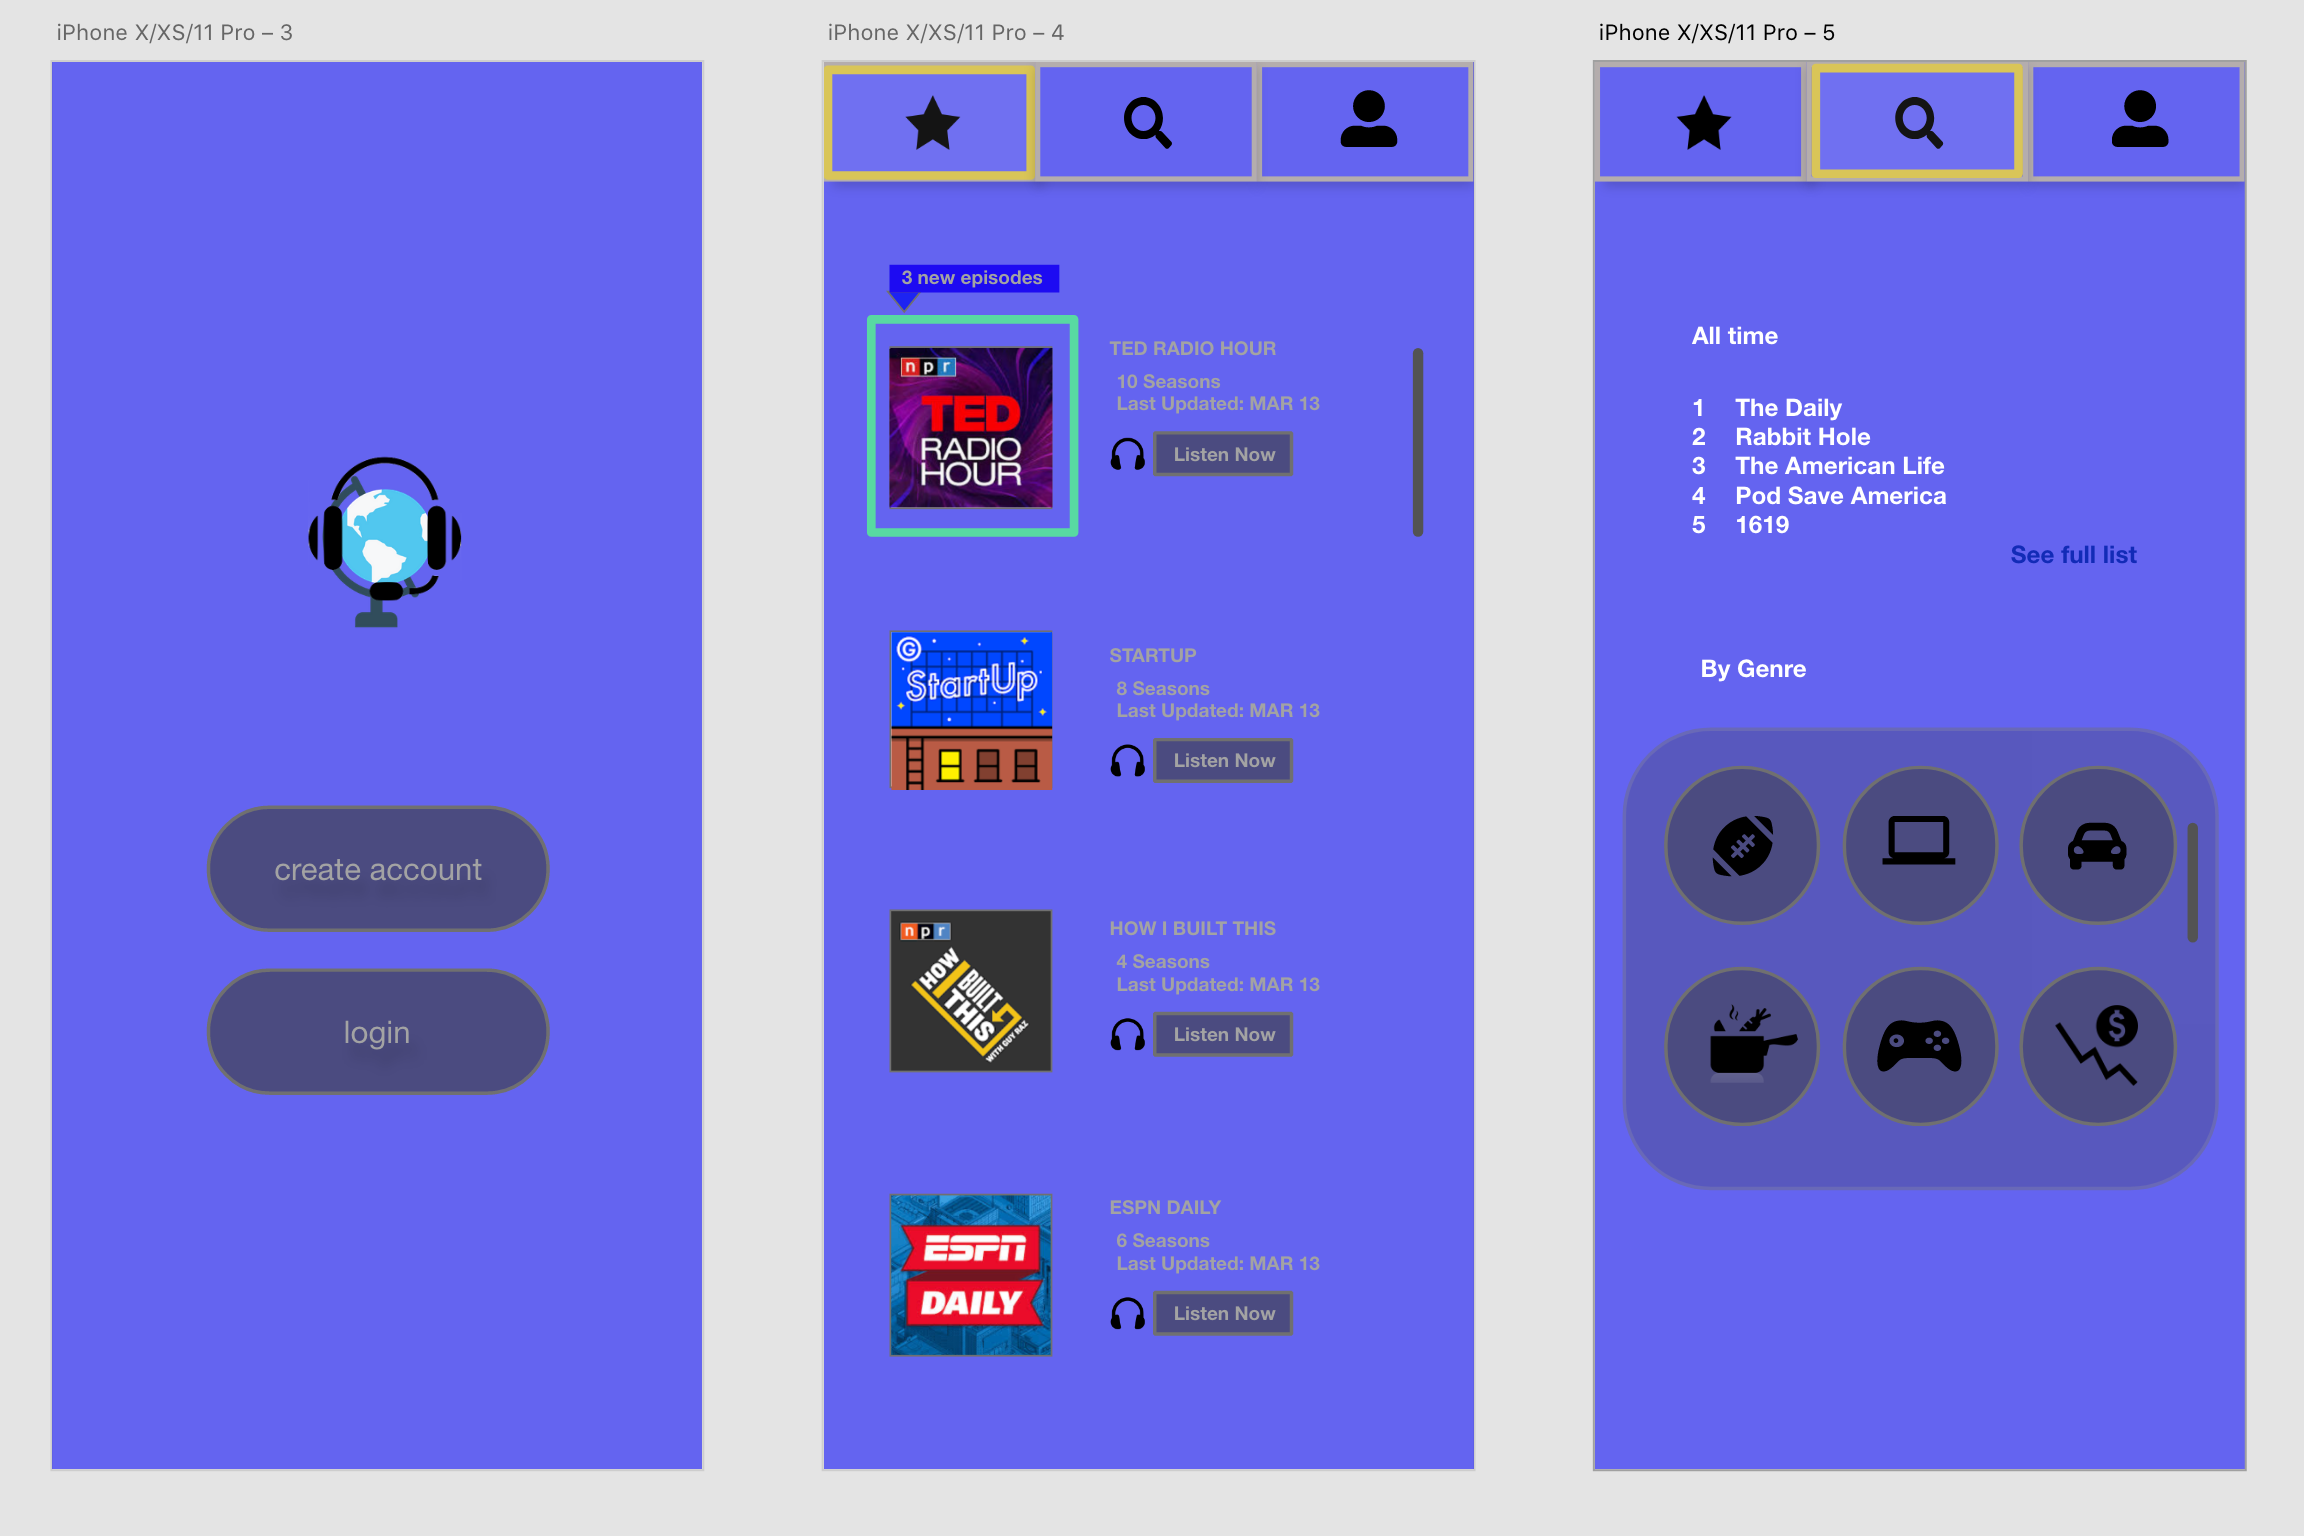 iPhone X/XS/11 Pro – 3
create account
login
iPhone X/XS/11 Pro – 4
3 new episodes
npr
TED
RADIO
HOUR
TED RADIO HOUR
10 Seasons
Last Updated: MAR 13
Listen Now
G
StartUp
STARTUP
8 Seasons
Last Updated: MAR 13
Listen Now
npr
HOW
I BUILT
THIS
WITH GUY RAZ
HOW I BUILT THIS
4 Seasons
Last Updated: MAR 13
Listen Now
ESPN
DAILY
ESPN DAILY
6 Seasons
Last Updated: MAR 13
Listen Now
iPhone X/XS/11 Pro – 5
All time
1 The Daily
2 Rabbit Hole
3 The American Life
4 Pod Save America
5 1619
See full list
By Genre
$